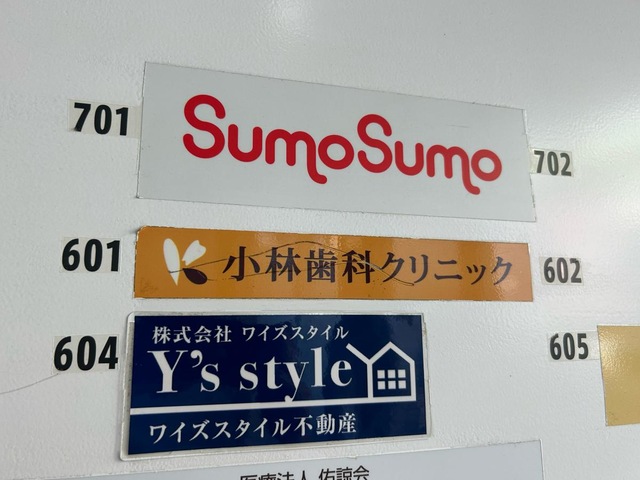 701
SumoSumo
702
601
小林歯科クリニック
602
604
株式会社 ワイズスタイル
Y's style
ワイズスタイル不動産
605
医療法人 佑諒会